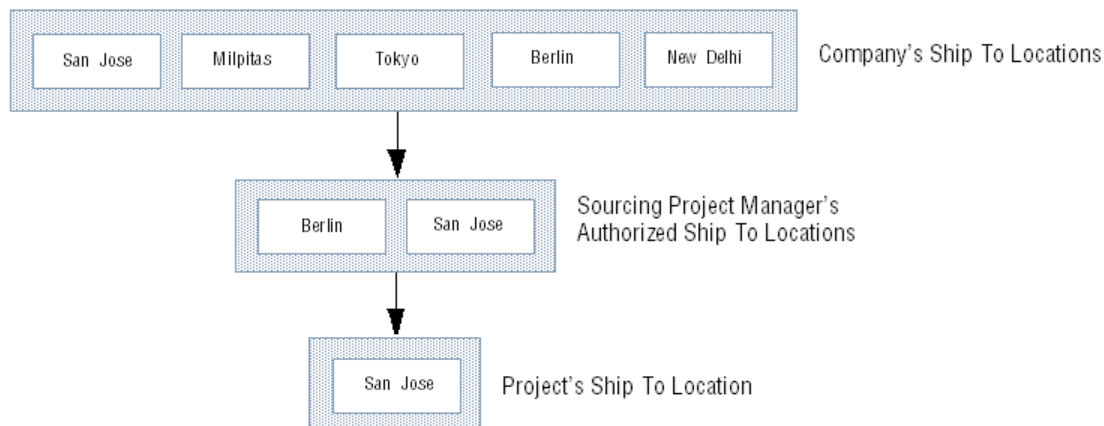 San Jose
Milpitas
Tokyo
Berlin
New Delhi
Company's Ship To Locations
Berlin
San Jose
Sourcing Project Manager's
Authorized Ship To Locations
San Jose
Project's Ship To Location